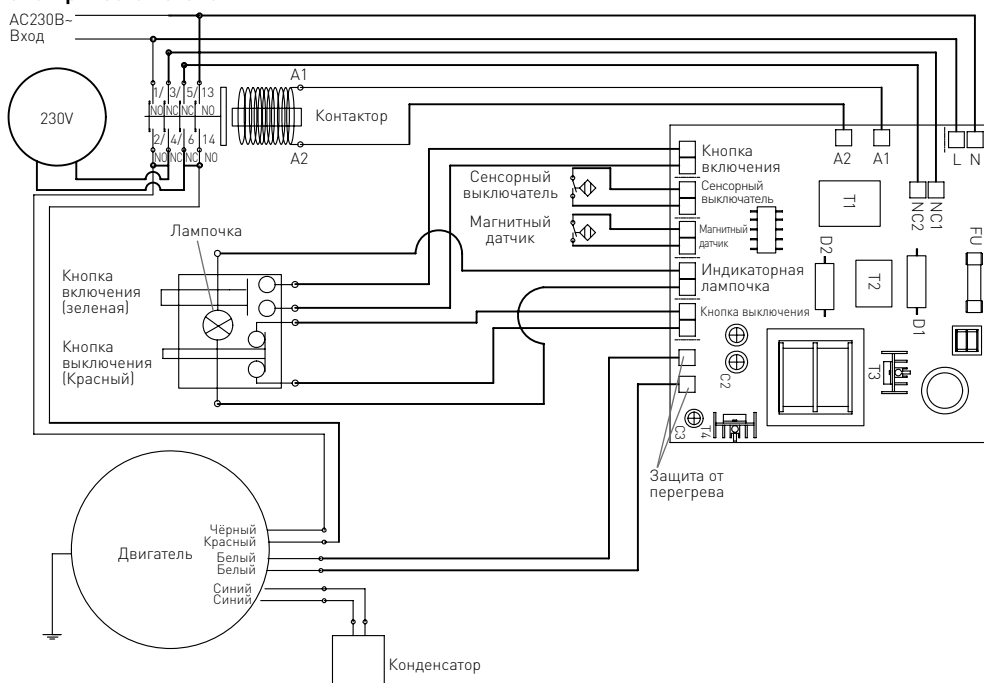 AC230В~
Вход
230V
1/ 3/ 5/ 13
NO NC NC NO
2/ 4/ 6 14
NO NC NC NO
A1
Контактор
A2
A2 A1 L N
Кнопка
включения
Сенсорный
выключатель
Сенсорный
выключатель
Магнитный
датчик
Магнитный
датчик
Индикаторная
лампочка
Кнопка выключения
T1
NC2
NC1
FU
D2
T2
D1
C2
T3
C3
T4
Лампочка
Кнопка
включения
(зеленая)
Кнопка
выключения
(Красный)
Защита от
перегрева
Двигатель
Чёрный
Красный
Белый
Белый
Синий
Синий
Конденсатор